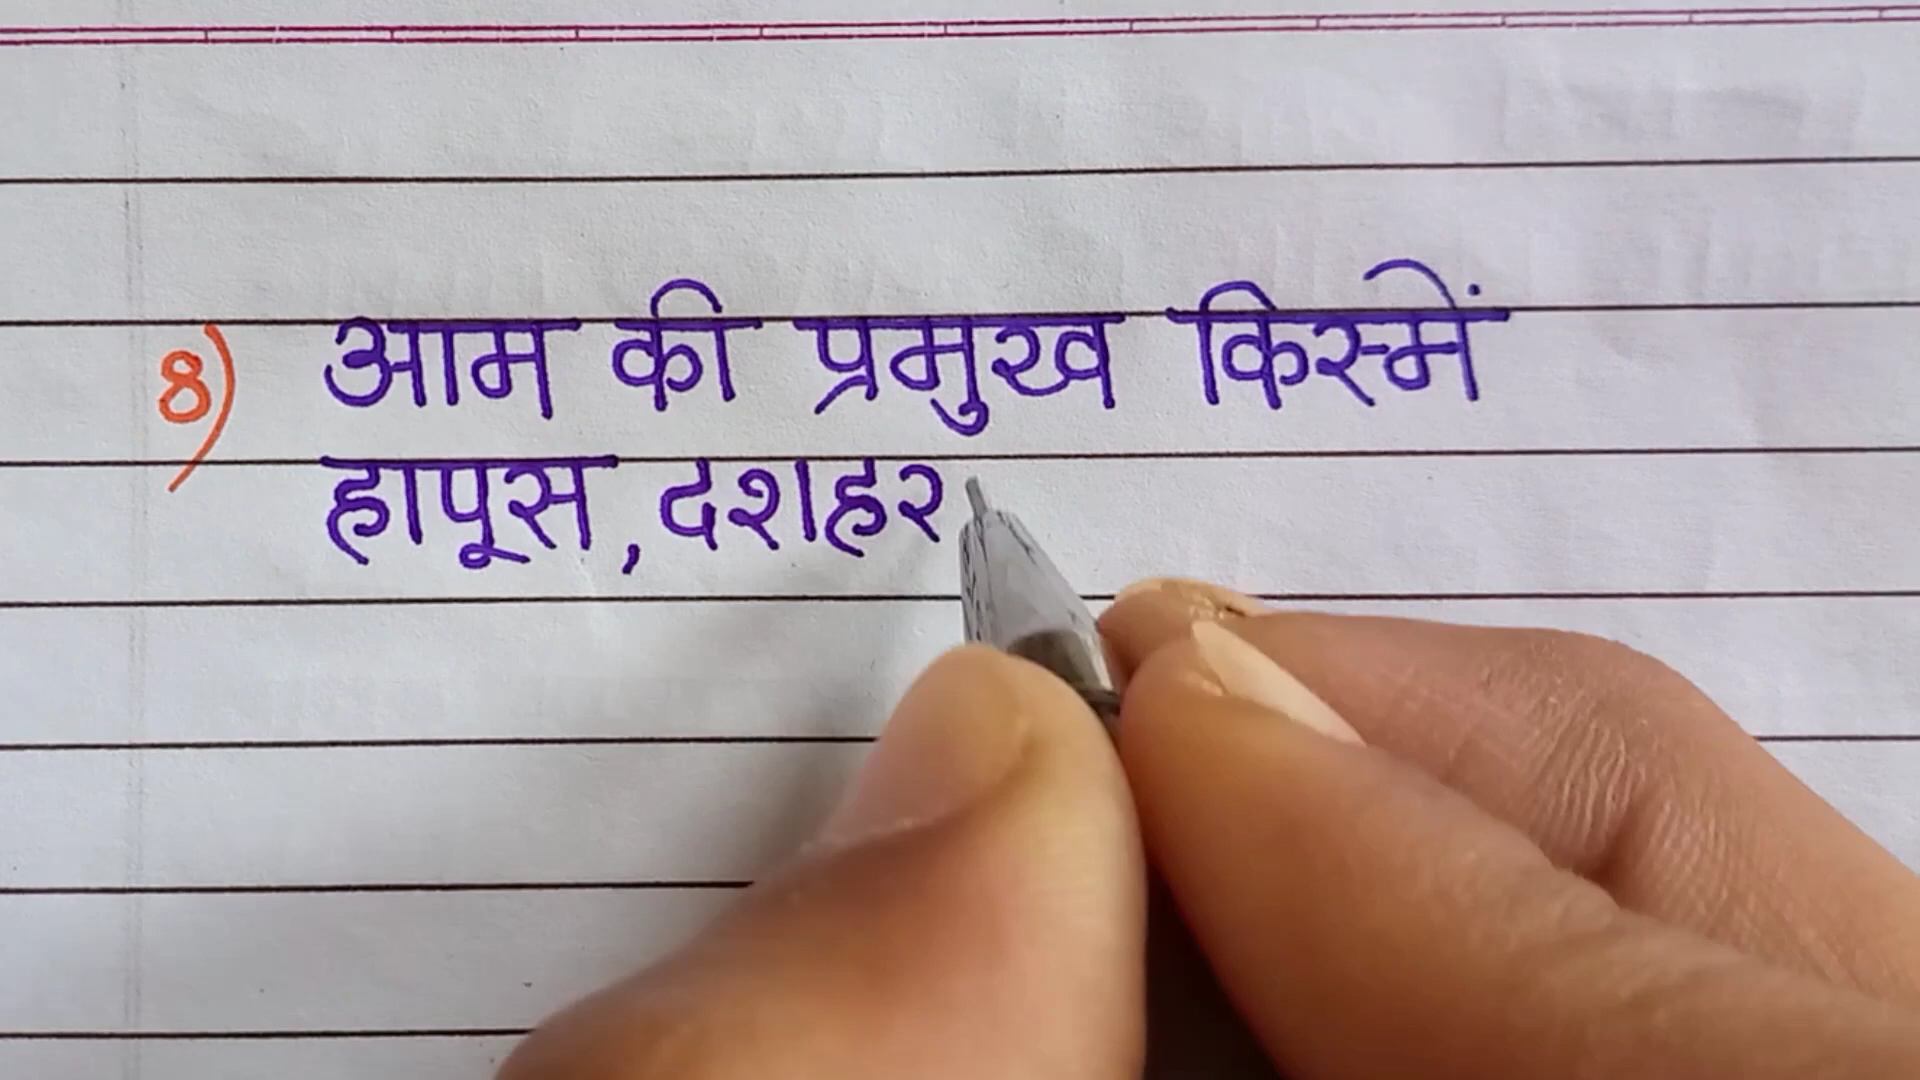 8) आम की प्रमुख किस्में
हापूस, दशहर